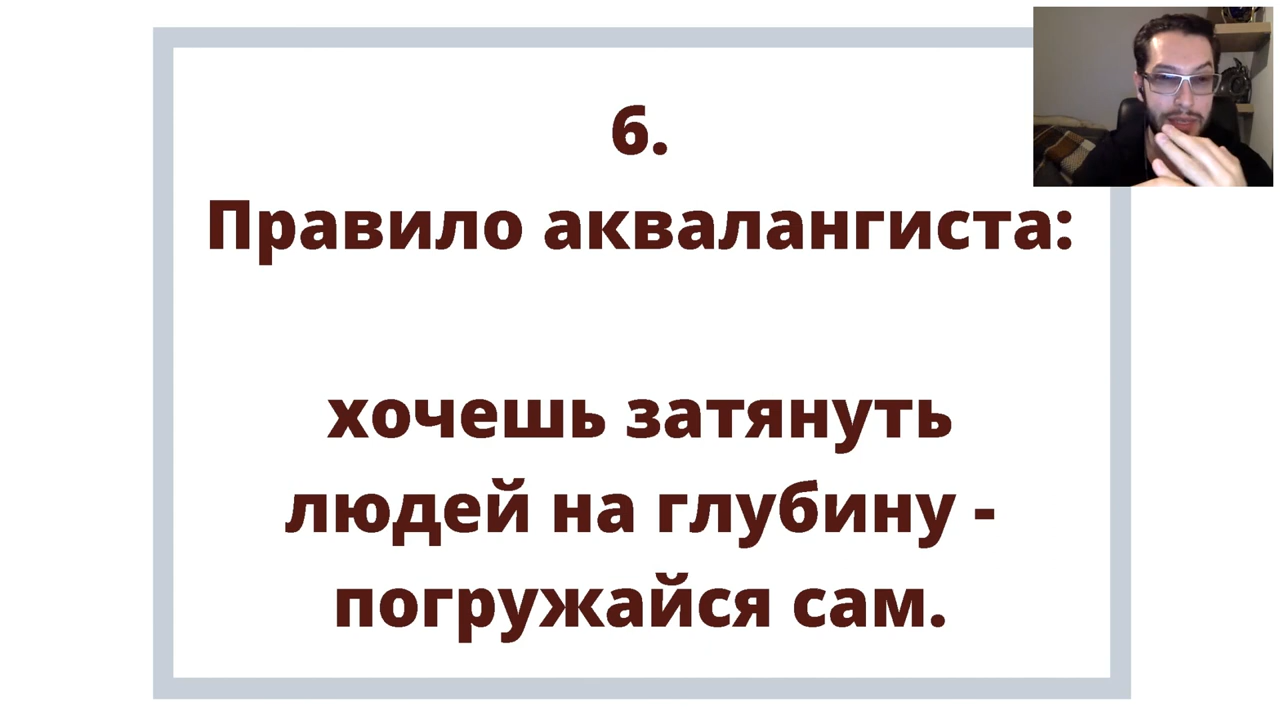 6.
Правило аквалангиста:
хочешь затянуть
людей на глубину -
погружайся сам.